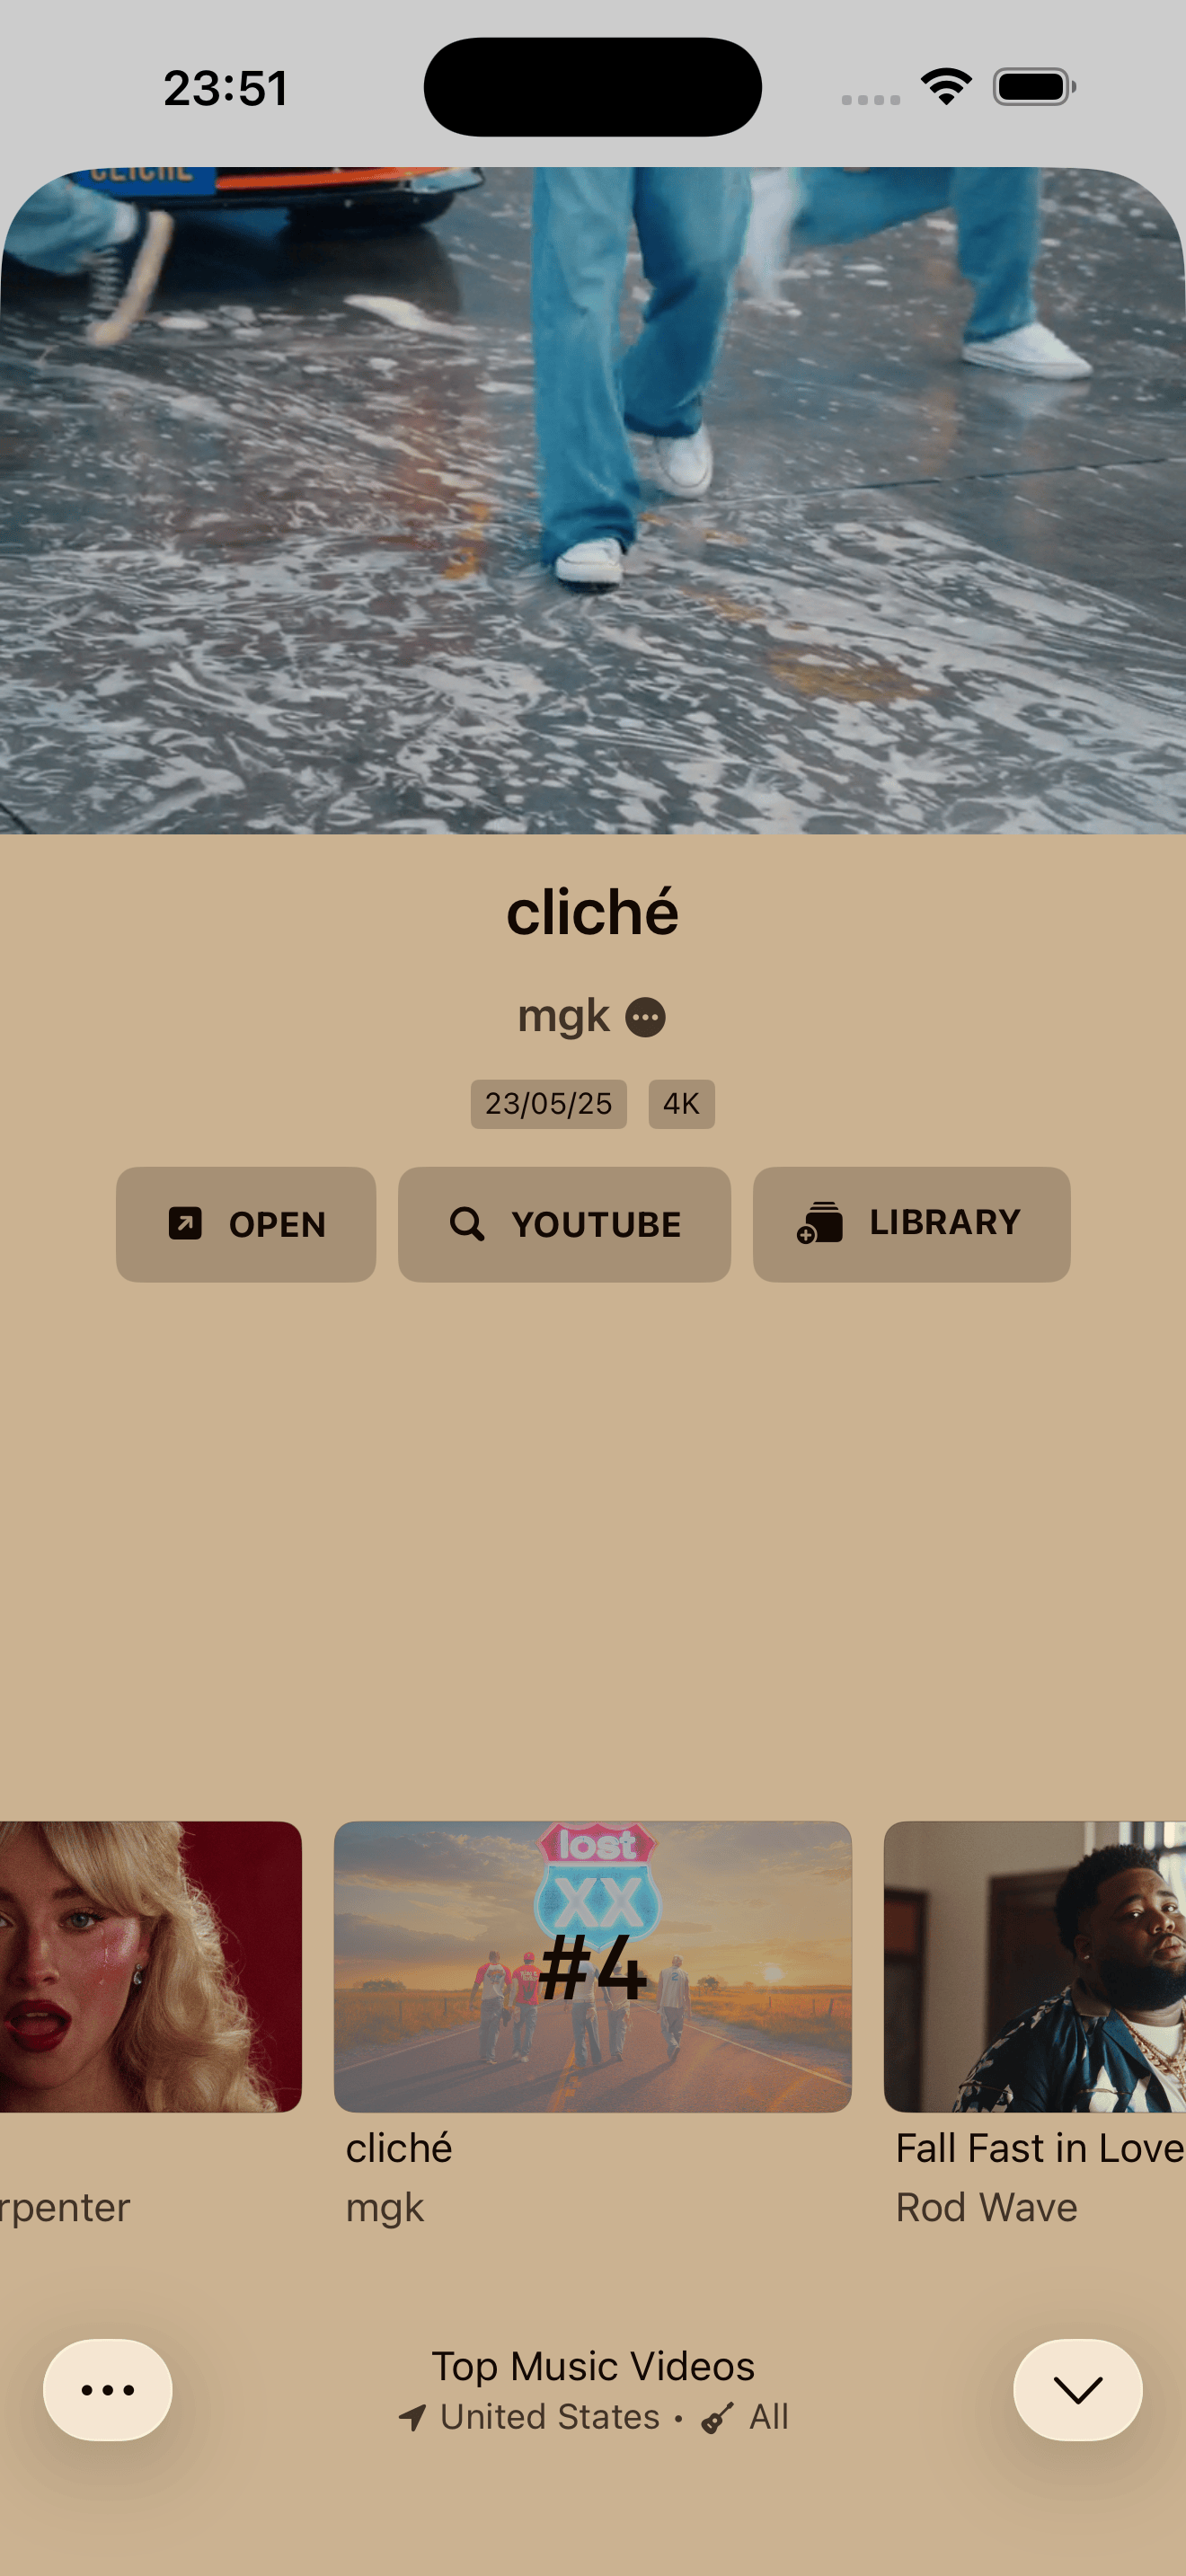 23:51
CLICHE
cliché
mgk
23/05/25 4K
OPEN YOUTUBE LIBRARY
lost
XX
#4
cliché
mgk
Fall Fast in Love
Rod Wave
rpenter
Top Music Videos
United States • All